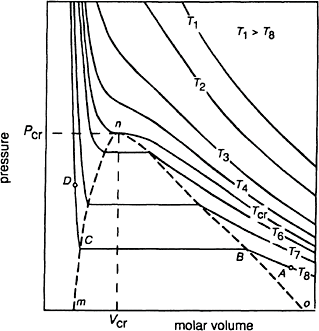 T1
T1 > T8
T2
n
Pcr
T3
pressure
T4
D
Tcr
T6
T7
C
B
A
T8
m
o
Vcr
molar volume